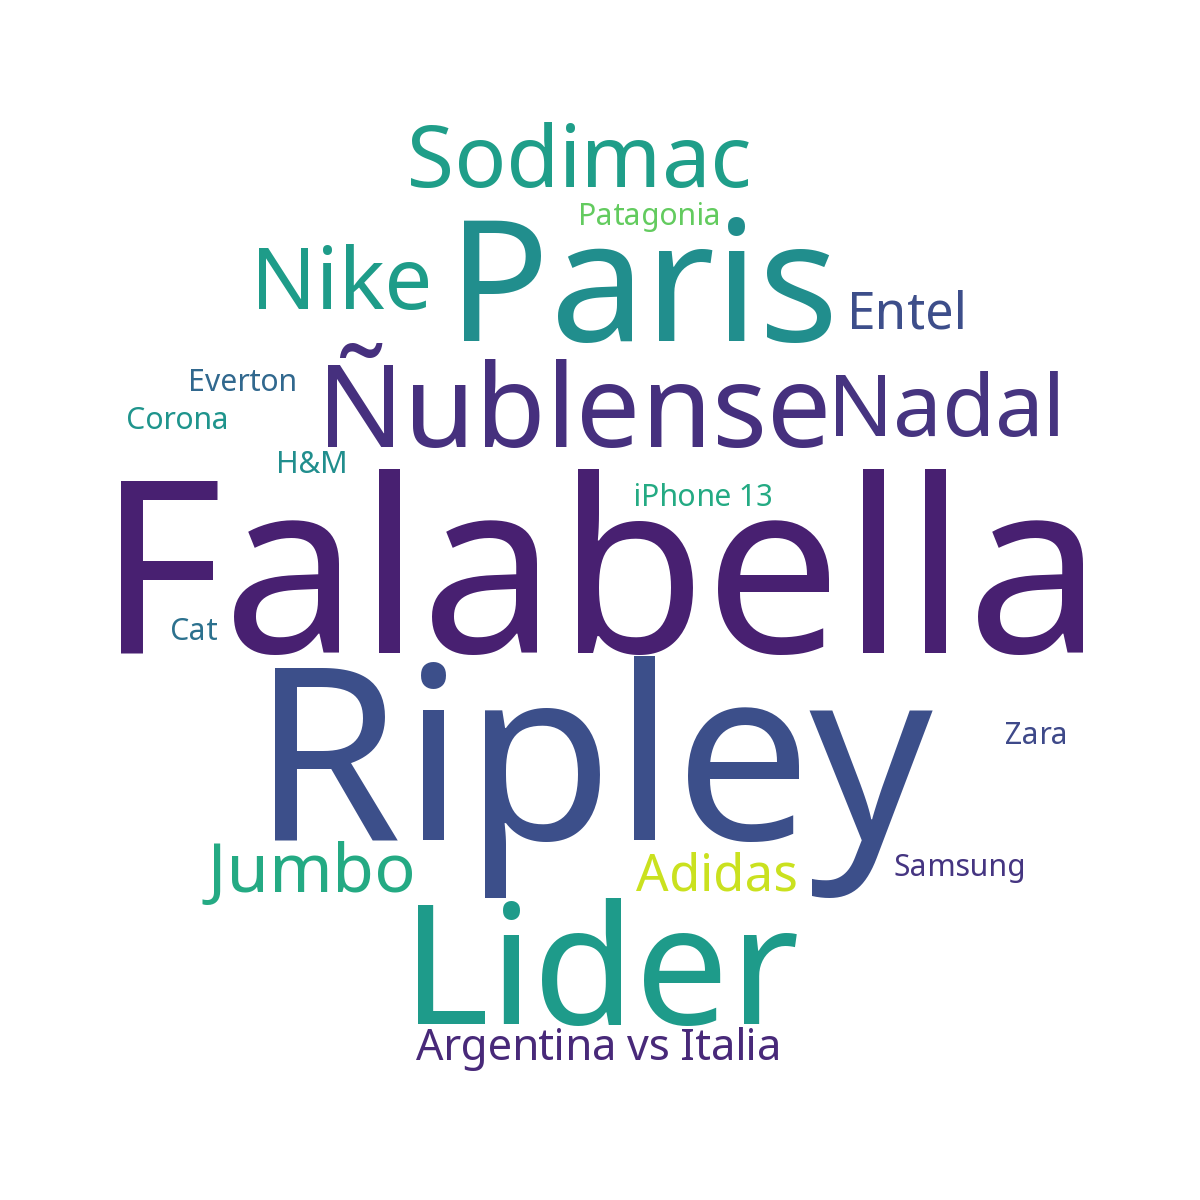 Sodimac
Patagonia
Paris
Nike
Entel
Everton
Ñublense
Nadal
Corona
H&M
iPhone 13
Falabella
Cat
Ripley
Zara
Jumbo
Adidas
Samsung
Lider
Argentina vs Italia